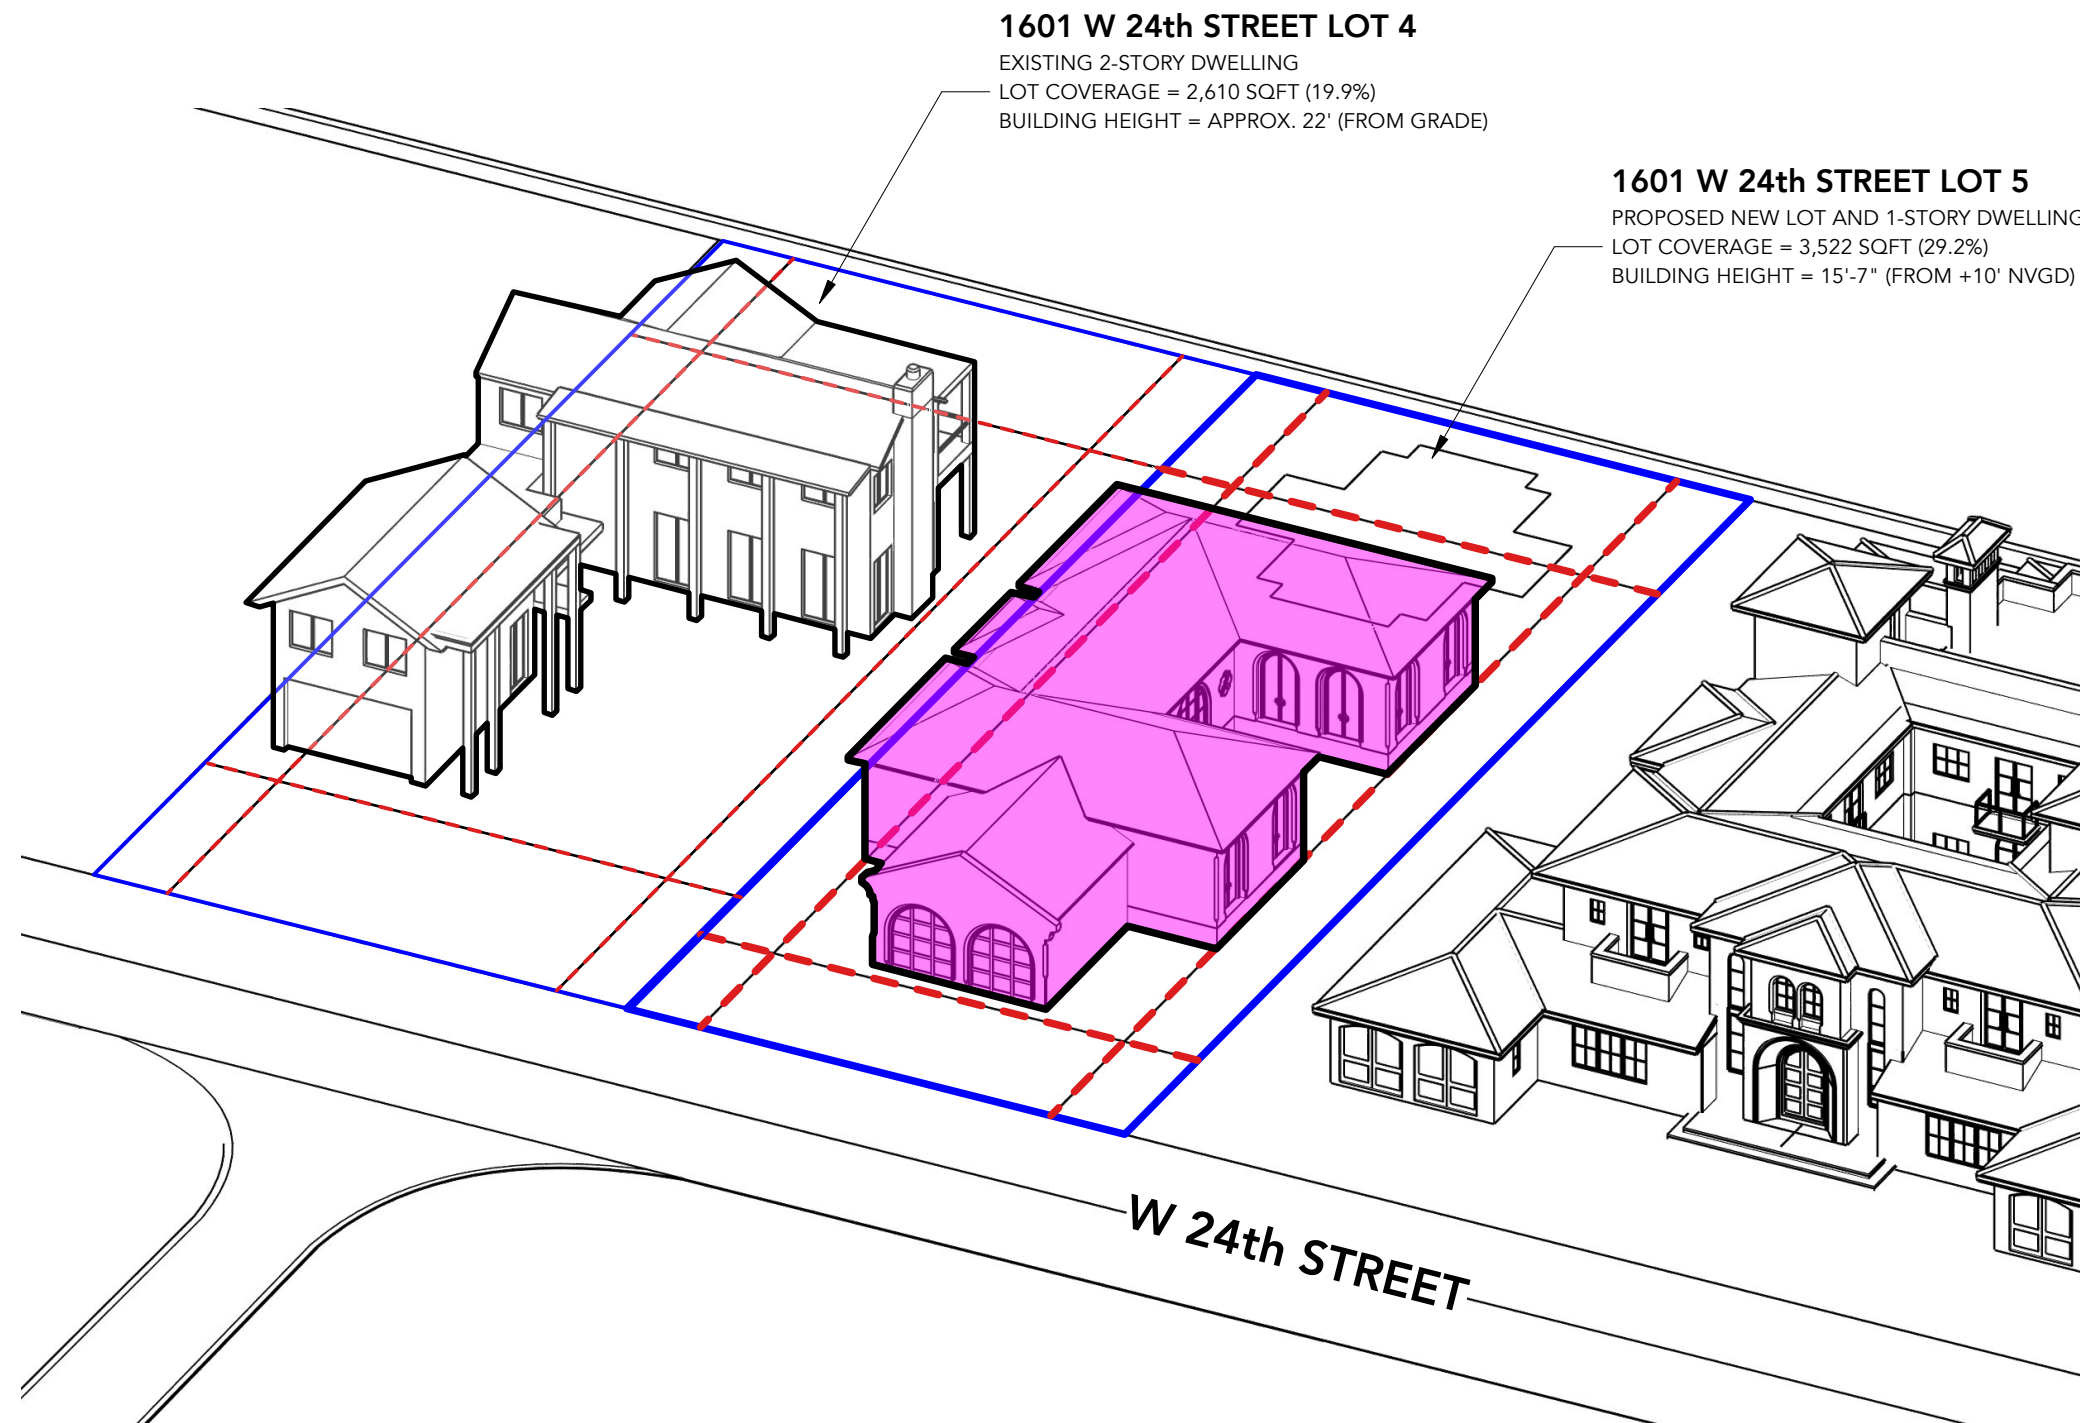 1601 W 24th STREET LOT 4
EXISTING 2-STORY DWELLING
LOT COVERAGE = 2,610 SQFT (19.9%)
BUILDING HEIGHT = APPROX. 22' (FROM GRADE)
1601 W 24th STREET LOT 5
PROPOSED NEW LOT AND 1-STORY DWELLING
LOT COVERAGE = 3,522 SQFT (29.2%)
BUILDING HEIGHT = 15'-7" (FROM +10' NVGD)
W 24th STREET